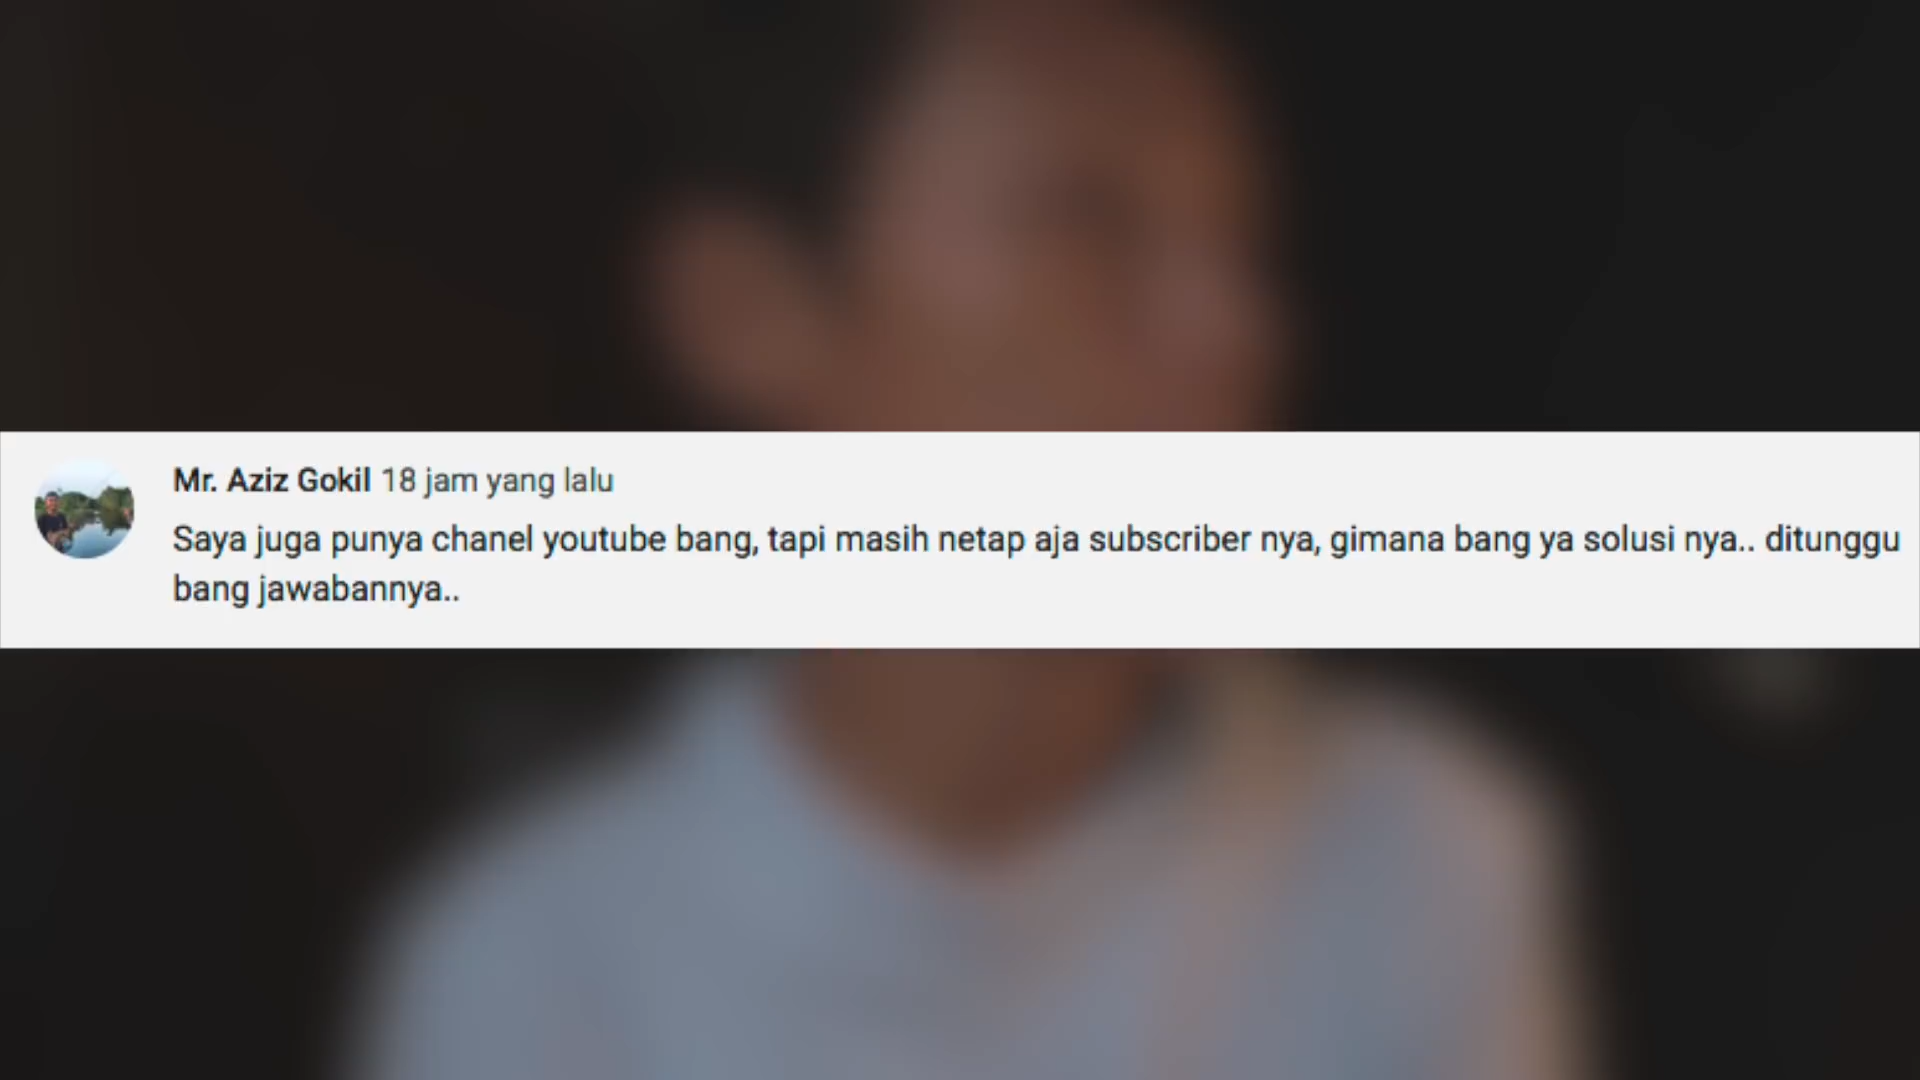 Mr. Aziz Gokil 18 jam yang lalu
Saya juga punya chanel youtube bang, tapi masih netap aja subscriber nya, gimana bang ya solusi nya.. ditunggu
bang jawabannya..